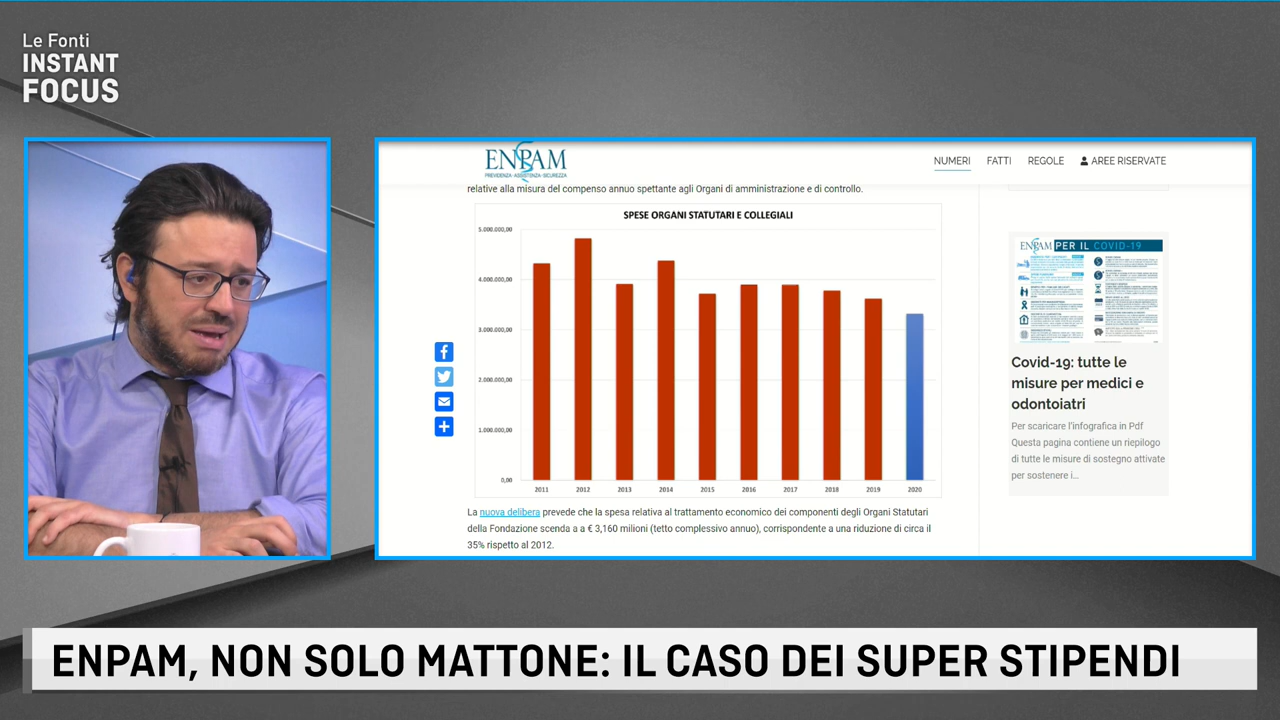 Le Fonti
INSTANT
FOCUS
ENPAM
PREVIDENZA · ASSISTENZA · SICUREZZA
NUMERI FATTI REGOLE AREE RISERVATE
relative alla misura del compenso annuo spettante agli Organi di amministrazione e di controllo.
SPESE ORGANI STATUTARI E COLLEGIALI
5.000.000,00
4.000.000,00
3.000.000,00
2.000.000,00
1.000.000,00
0,00
2011 2012 2013 2014 2015 2016 2017 2018 2019 2020
La nuova delibera prevede che la spesa relativa al trattamento economico dei componenti degli Organi Statutari
della Fondazione scenda a a € 3,160 milioni (tetto complessivo annuo), corrispondente a una riduzione di circa il
35% rispetto al 2012.
ENPAM PER IL COVID-19
Covid-19: tutte le
misure per medici e
odontoiatri
Per scaricare l'infografica in Pdf
Questa pagina contiene un riepilogo
di tutte le misure di sostegno attivate
per sostenere i...
ENPAM, NON SOLO MATTONE: IL CASO DEI SUPER STIPENDI